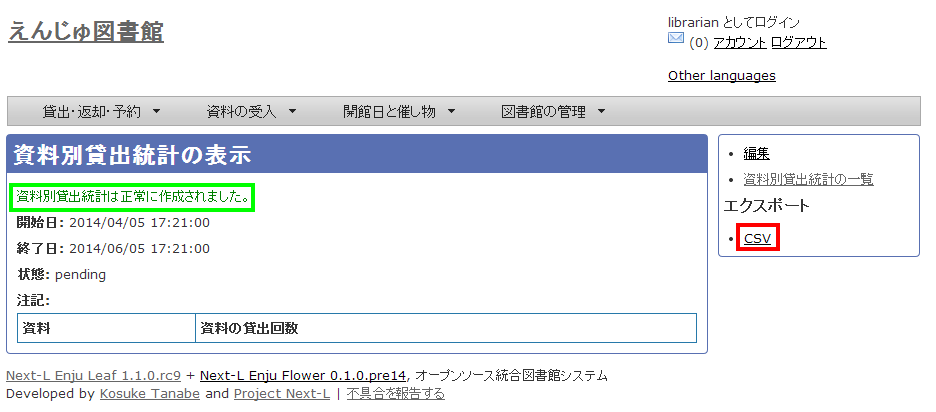 えんじゅ図書館
librarian としてログイン
(0) アカウント ログアウト
Other languages
貸出・返却・予約 資料の受入 開館日と催し物 図書館の管理
資料別貸出統計の表示
資料別貸出統計は正常に作成されました。
開始日: 2014/04/05 17:21:00
終了日: 2014/06/05 17:21:00
状態: pending
注記:
資料 資料の貸出回数
編集
資料別貸出統計の一覧
エクスポート
CSV
Next-L Enju Leaf 1.1.0.rc9 + Next-L Enju Flower 0.1.0.pre14, オープンソース統合図書館システム
Developed by Kosuke Tanabe and Project Next-L | 不具合を報告する